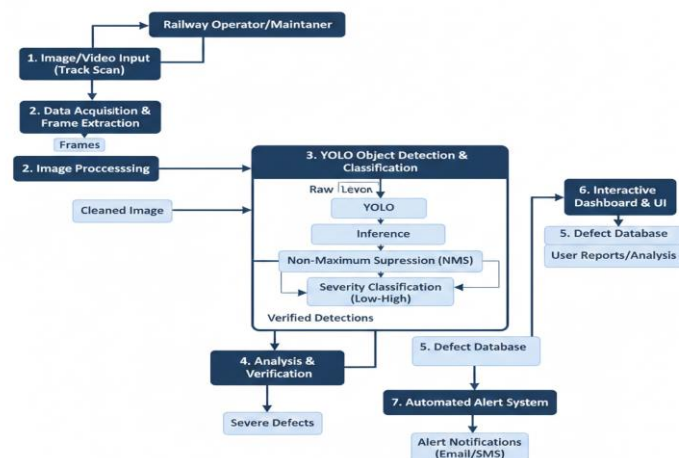 Railway Operator/Maintaner
1. Image/Video Input
(Track Scan)
2. Data Acquisition &
Frame Extraction
Frames
2. Image Proccesssing
3. YOLO Object Detection &
Classification
Cleaned Image
Raw
YOLO
Inference
Non-Maximum Supression (NMS)
Severity Classification
(Low-High)
Verified Detections
6. Interactive
Dashboard & UI
5. Defect Database
User Reports/Analysis
4. Analysis &
Verification
Severe Defects
5. Defect Database
7. Automated Alert System
Alert Notifications
(Email/SMS)